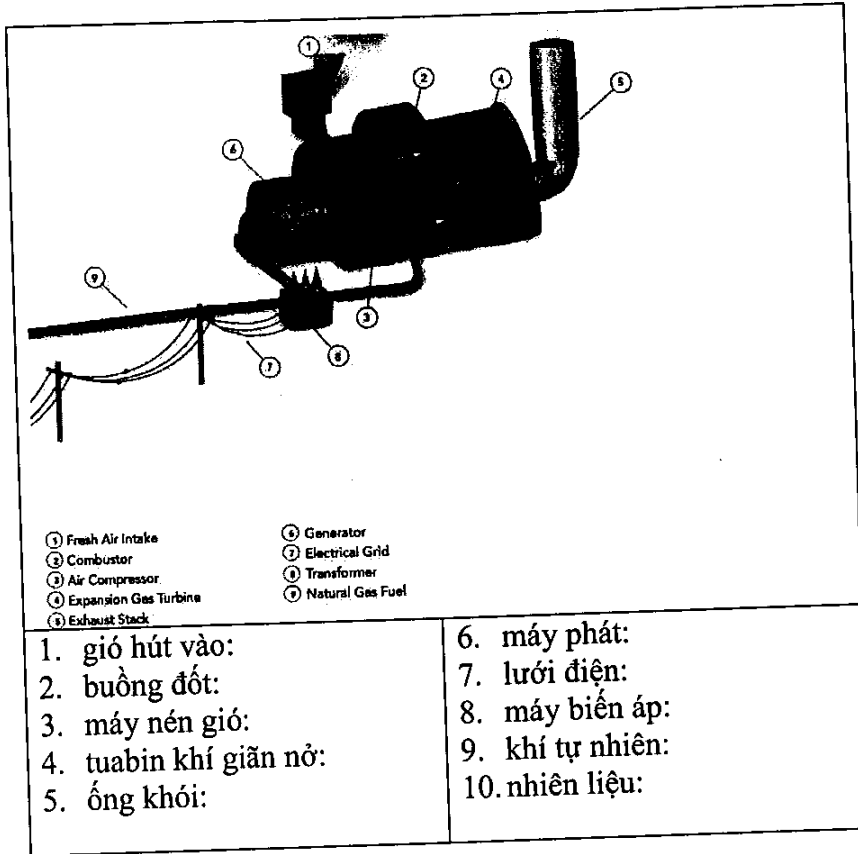 1
2
4
5
6
9
3
8
7
① Fresh Air Intake
② Combustor
③ Air Compressor
④ Expansion Gas Turbine
⑤ Exhaust Stack
⑥ Generator
⑦ Electrical Grid
⑧ Transformer
⑨ Natural Gas Fuel
1. gió hút vào:
2. buồng đốt:
3. máy nén gió:
4. tuabin khí giãn nở:
5. ống khói:
6. máy phát:
7. lưới điện:
8. máy biến áp:
9. khí tự nhiên:
10. nhiên liệu: